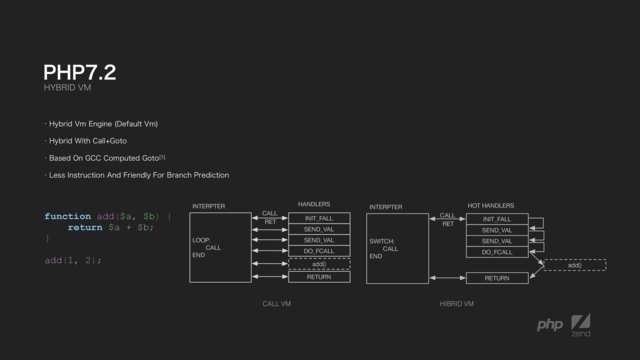 PHP7.2
HYBRID VM
· Hybrid Vm Engine (Default Vm)
· Hybrid With Call+Goto
· Based On GCC Computed Goto[1]
· Less Instruction And Friendly For Branch Prediction
function add($a, $b) {
return $a + $b;
}
add(1, 2);
INTERPTER
HANDLERS
CALL
RET
INIT_FALL
SEND_VAL
SEND_VAL
DO_FCALL
add()
RETURN
LOOP:
CALL
END
CALL VM
INTERPTER
HOT HANDLERS
CALL
RET
INIT_FALL
SEND_VAL
SEND_VAL
DO_FCALL
add()
RETURN
SWITCH:
CALL
END
HIBRID VM
php
zend